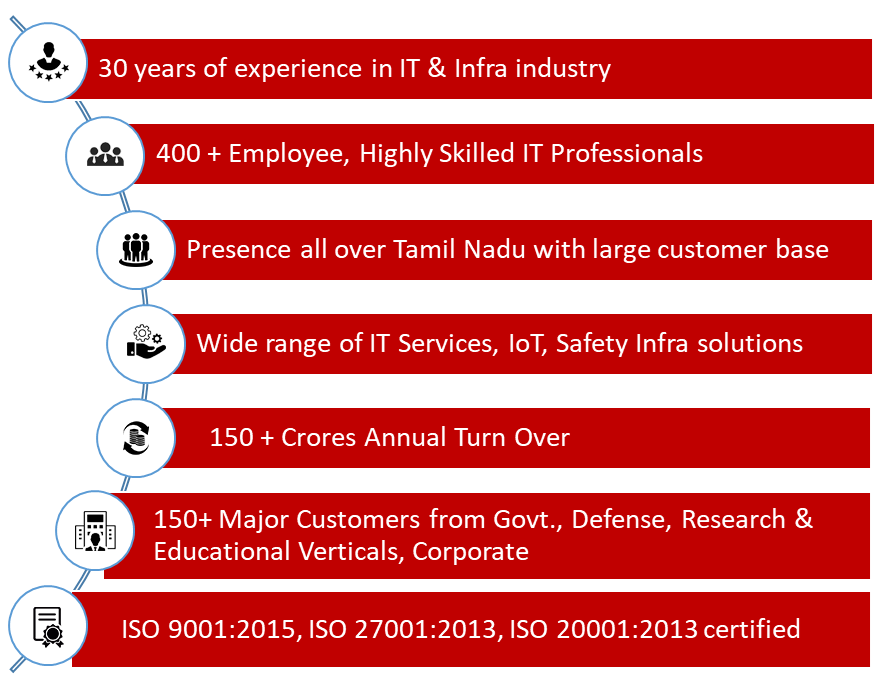 30 years of experience in IT & Infra industry
400 + Employee, Highly Skilled IT Professionals
Presence all over Tamil Nadu with large customer base
Wide range of IT Services, IoT, Safety Infra solutions
150 + Crores Annual Turn Over
150+ Major Customers from Govt., Defense, Research &
Educational Verticals, Corporate
ISO 9001:2015, ISO 27001:2013, ISO 20001:2013 certified